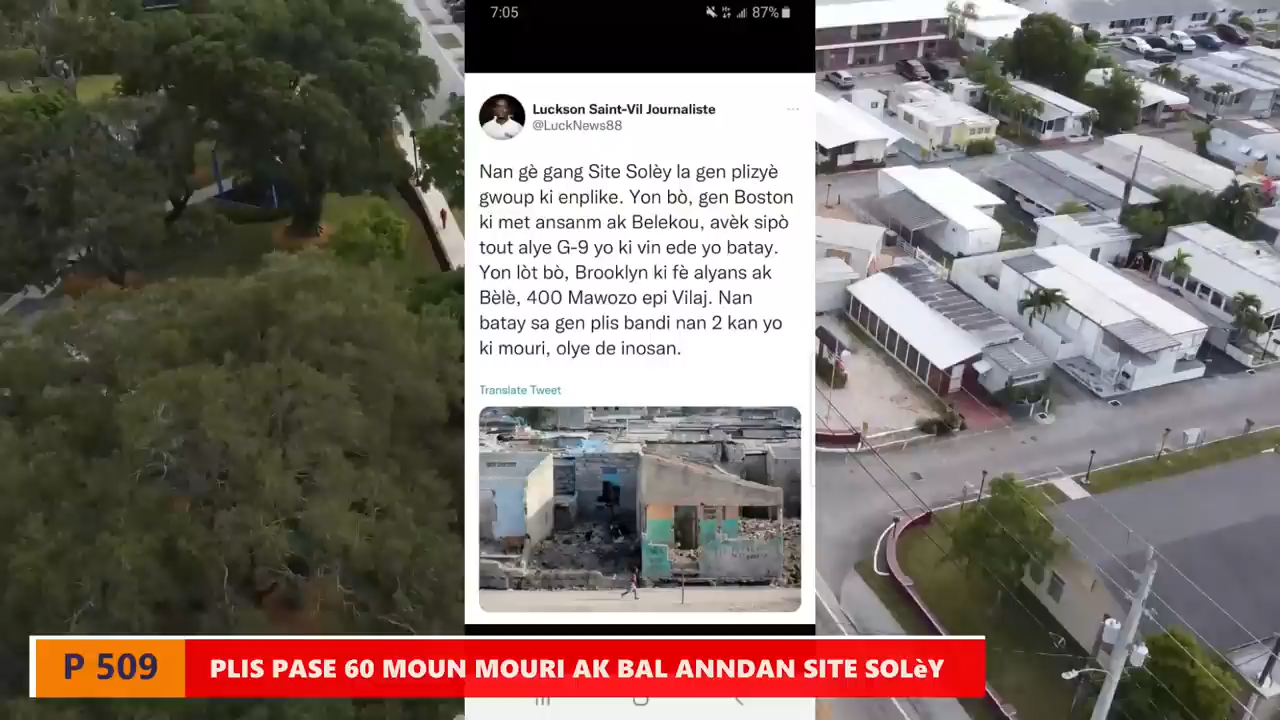 7:05
87%
Luckson Saint-Vil Journaliste
@LuckNews88
Nan gè gang Site Solèy la gen plizyè
gwoup ki enplike. Yon bò, gen Boston
ki met ansanm ak Belekou, avèk sipò
tout alye G-9 yo ki vin ede yo batay.
Yon lòt bò, Brooklyn ki fè alyans ak
Bèlè, 400 Mawozo epi Vilaj. Nan
batay sa gen plis bandi nan 2 kan yo
ki mouri, olye de inosan.
Translate Tweet
P 509
PLIS PASE 60 MOUN MOURI AK BAL ANNDAN SITE SOLèY